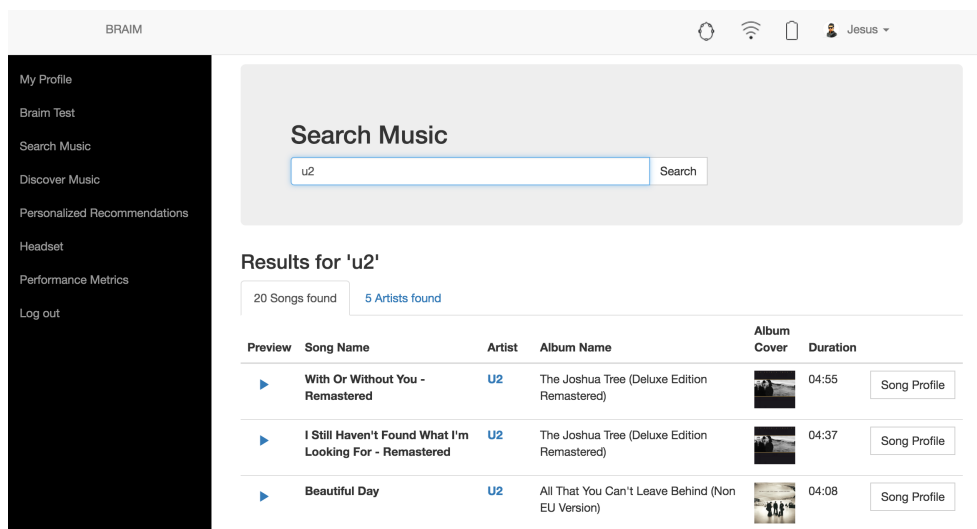 BRAIM
Jesus
My Profile
Braim Test
Search Music
Discover Music
Personalized Recommendations
Headset
Performance Metrics
Log out
Search Music
u2
Search
Results for 'u2'
20 Songs found
5 Artists found
Preview Song Name Artist Album Name Album Cover Duration
With Or Without You - U2 The Joshua Tree (Deluxe Edition 04:55 Song Profile
Remastered Remastered)
I Still Haven't Found What I'm U2 The Joshua Tree (Deluxe Edition 04:37 Song Profile
Looking For - Remastered Remastered)
Beautiful Day U2 All That You Can't Leave Behind (Non 04:08 Song Profile
EU Version)